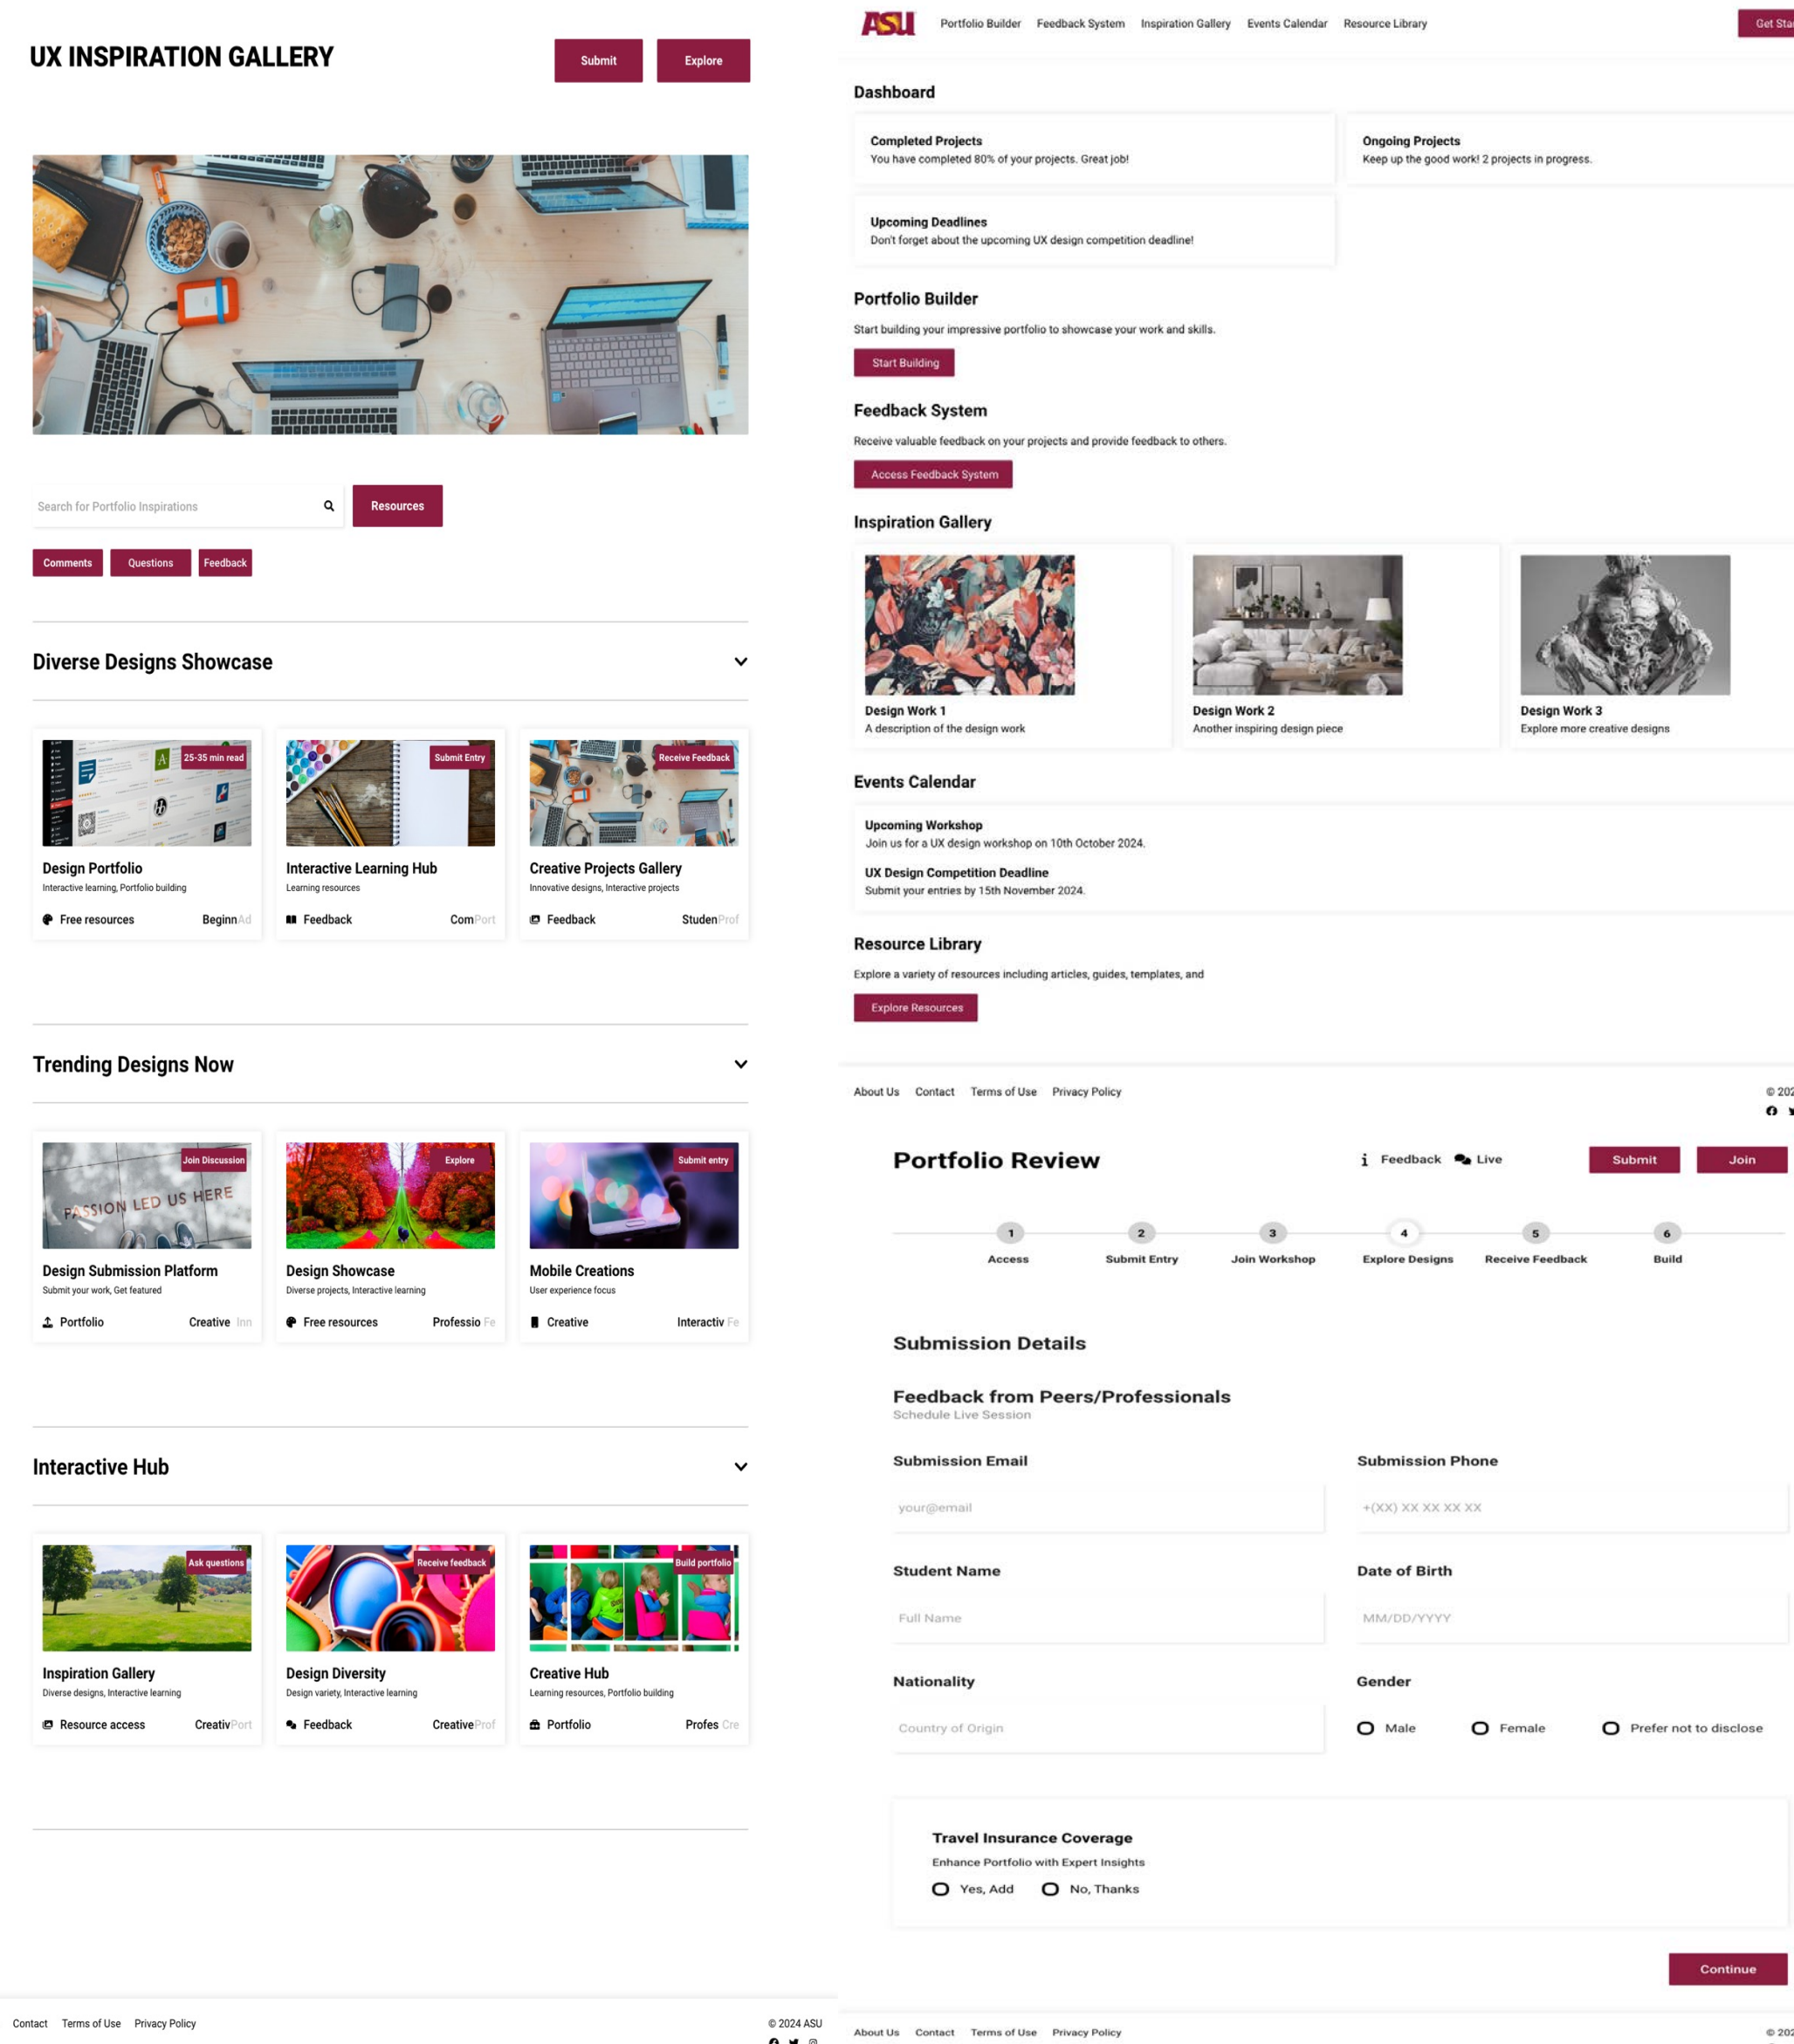 UX INSPIRATION GALLERY
Submit
Explore
Search for Portfolio Inspirations
Resources
Comments
Questions
Feedback
Diverse Designs Showcase
25-35 min read
Design Portfolio
Interactive learning, Portfolio building
Free resources
BeginnAd
Submit Entry
Interactive Learning Hub
Learning resources
Feedback
ComPort
Receive Feedback
Creative Projects Gallery
Innovative designs, Interactive projects
Feedback
StudenProf
Trending Designs Now
Join Discussion
PASSION LED US HERE
Design Submission Platform
Submit your work, Get featured
Portfolio
Creative Inn
Explore
Design Showcase
Diverse projects, Interactive learning
Free resources
Professio Fe
Submit entry
Mobile Creations
User experience focus
Creative
Interactiv Fe
Interactive Hub
Ask questions
Inspiration Gallery
Diverse designs, Interactive learning
Resource access
CreativPort
Receive feedback
Design Diversity
Design variety, Interactive learning
Feedback
CreativeProf
Build portfolio
Creative Hub
Learning resources, Portfolio building
Portfolio
Profes Cre
Contact
Terms of Use
Privacy Policy
© 2024 ASU
ASU
Portfolio Builder
Feedback System
Inspiration Gallery
Events Calendar
Resource Library
Get Sta
Dashboard
Completed Projects
You have completed 80% of your projects. Great job!
Ongoing Projects
Keep up the good work! 2 projects in progress.
Upcoming Deadlines
Don't forget about the upcoming UX design competition deadline!
Portfolio Builder
Start building your impressive portfolio to showcase your work and skills.
Start Building
Feedback System
Receive valuable feedback on your projects and provide feedback to others.
Access Feedback System
Inspiration Gallery
Design Work 1
A description of the design work
Design Work 2
Another inspiring design piece
Design Work 3
Explore more creative designs
Events Calendar
Upcoming Workshop
Join us for a UX design workshop on 10th October 2024.
UX Design Competition Deadline
Submit your entries by 15th November 2024.
Resource Library
Explore a variety of resources including articles, guides, templates, and
Explore Resources
About Us
Contact
Terms of Use
Privacy Policy
© 202
Portfolio Review
Feedback
Live
Submit
Join
1
2
3
4
5
6
Access
Submit Entry
Join Workshop
Explore Designs
Receive Feedback
Build
Submission Details
Feedback from Peers/Professionals
Schedule Live Session
Submission Email
Submission Phone
your@email
+(XX) XX XX XX XX
Student Name
Date of Birth
Full Name
MM/DD/YYYY
Nationality
Gender
Country of Origin
Male
Female
Prefer not to disclose
Travel Insurance Coverage
Enhance Portfolio with Expert Insights
Yes, Add
No, Thanks
Continue
About Us
Contact
Terms of Use
Privacy Policy
© 202